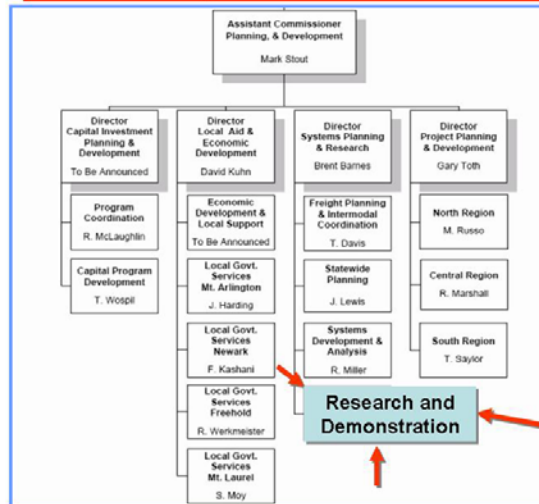 Assistant Commissioner
Planning, & Development
Mark Stout
Director
Capital Investment
Planning &
Development
To Be Announced
Program
Coordination
R. McLaughlin
Capital Program
Development
T. Wospil
Director
Local Aid &
Economic
Development
David Kuhn
Economic
Development &
Local Support
To Be Announced
Local Govt.
Services
Mt. Arlington
J. Harding
Local Govt.
Services
Newark
F. Kashani
Local Govt.
Services
Freehold
R. Werkmeister
Local Govt.
Services
Mt. Laurel
S. Moy
Director
Systems Planning
& Research
Brent Barnes
Freight Planning
& Intermodal
Coordination
T. Davis
Statewide
Planning
J. Lewis
Systems
Development &
Analysis
R. Miller
Research and
Demonstration
Director
Project Planning
& Development
Gary Toth
North Region
M. Russo
Central Region
R. Marshall
South Region
T. Saylor